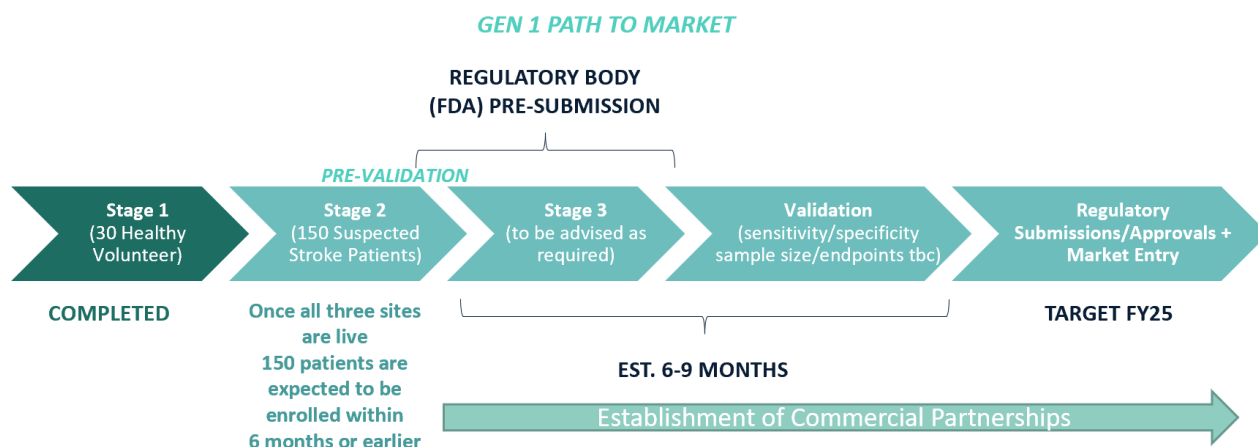 GEN 1 PATH TO MARKET
REGULATORY BODY
(FDA) PRE-SUBMISSION
PRE-VALIDATION
Stage 1
(30 Healthy
Volunteer)
Stage 2
(150 Suspected
Stroke Patients)
Stage 3
(to be advised as
required)
Validation
(sensitivity/specificity
sample size/endpoints tbc)
Regulatory
Submissions/Approvals +
Market Entry
COMPLETED
Once all three sites
are live
150 patients are
expected to be
enrolled within
6 months or earlier
EST. 6-9 MONTHS
TARGET FY25
Establishment of Commercial Partnerships